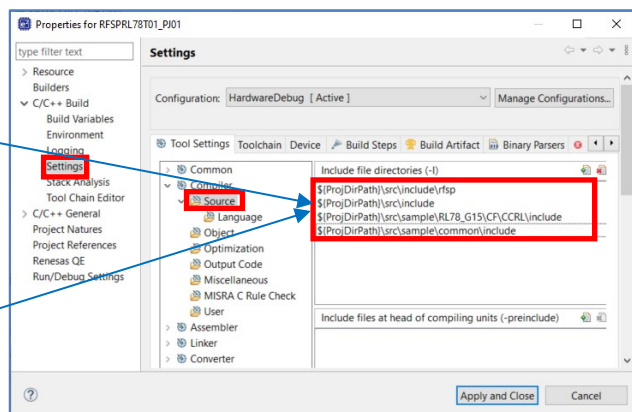 Properties for RFSPRL78T01_PJ01
type filter text
Settings
Resource
Builders
C/C++ Build
Build Variables
Environment
Logging
Settings
Stack Analysis
Tool Chain Editor
C/C++ General
Project Natures
Project References
Renesas QE
Run/Debug Settings
Configuration: HardwareDebug [ Active ] Manage Configurations...
Tool Settings Toolchain Device Build Steps Build Artifact Binary Parsers
Common
Compiler
Source
Language
Object
Optimization
Output Code
Miscellaneous
MISRA C Rule Check
User
Assembler
Linker
Converter
Include file directories (-I)
${ProjDirPath}\src\include\rfsp
${ProjDirPath}\src\include
${ProjDirPath}\src\sample\RL78_G15\CF\CCRL\include
${ProjDirPath}\src\sample\common\include
Include files at head of compiling units (-preinclude)
Apply and Close Cancel